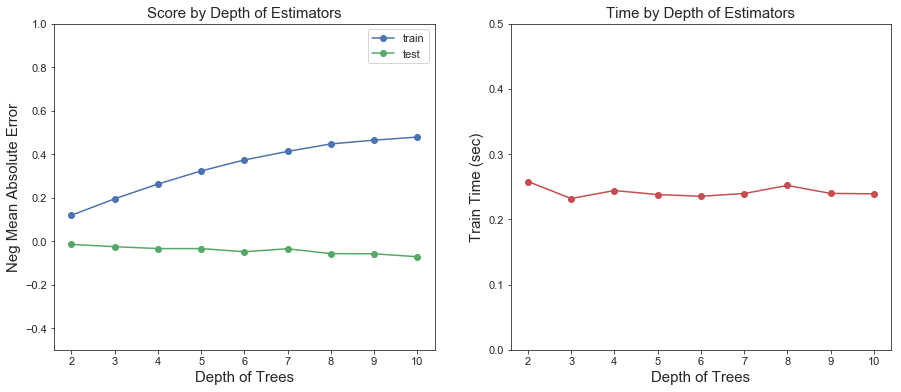 Score by Depth of Estimators
Neg Mean Absolute Error
1.0
0.8
0.6
0.4
0.2
0.0
−0.2
−0.4
train
test
2 3 4 5 6 7 8 9 10
Depth of Trees
Time by Depth of Estimators
Train Time (sec)
0.5
0.4
0.3
0.2
0.1
0.0
2 3 4 5 6 7 8 9 10
Depth of Trees